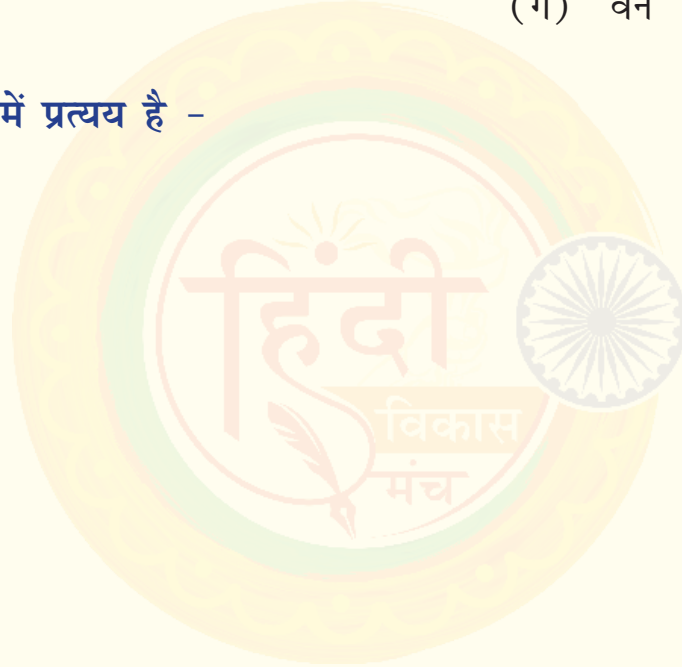 (ग) वन
में प्रत्यय है -
हिंदी
विकास
मंच